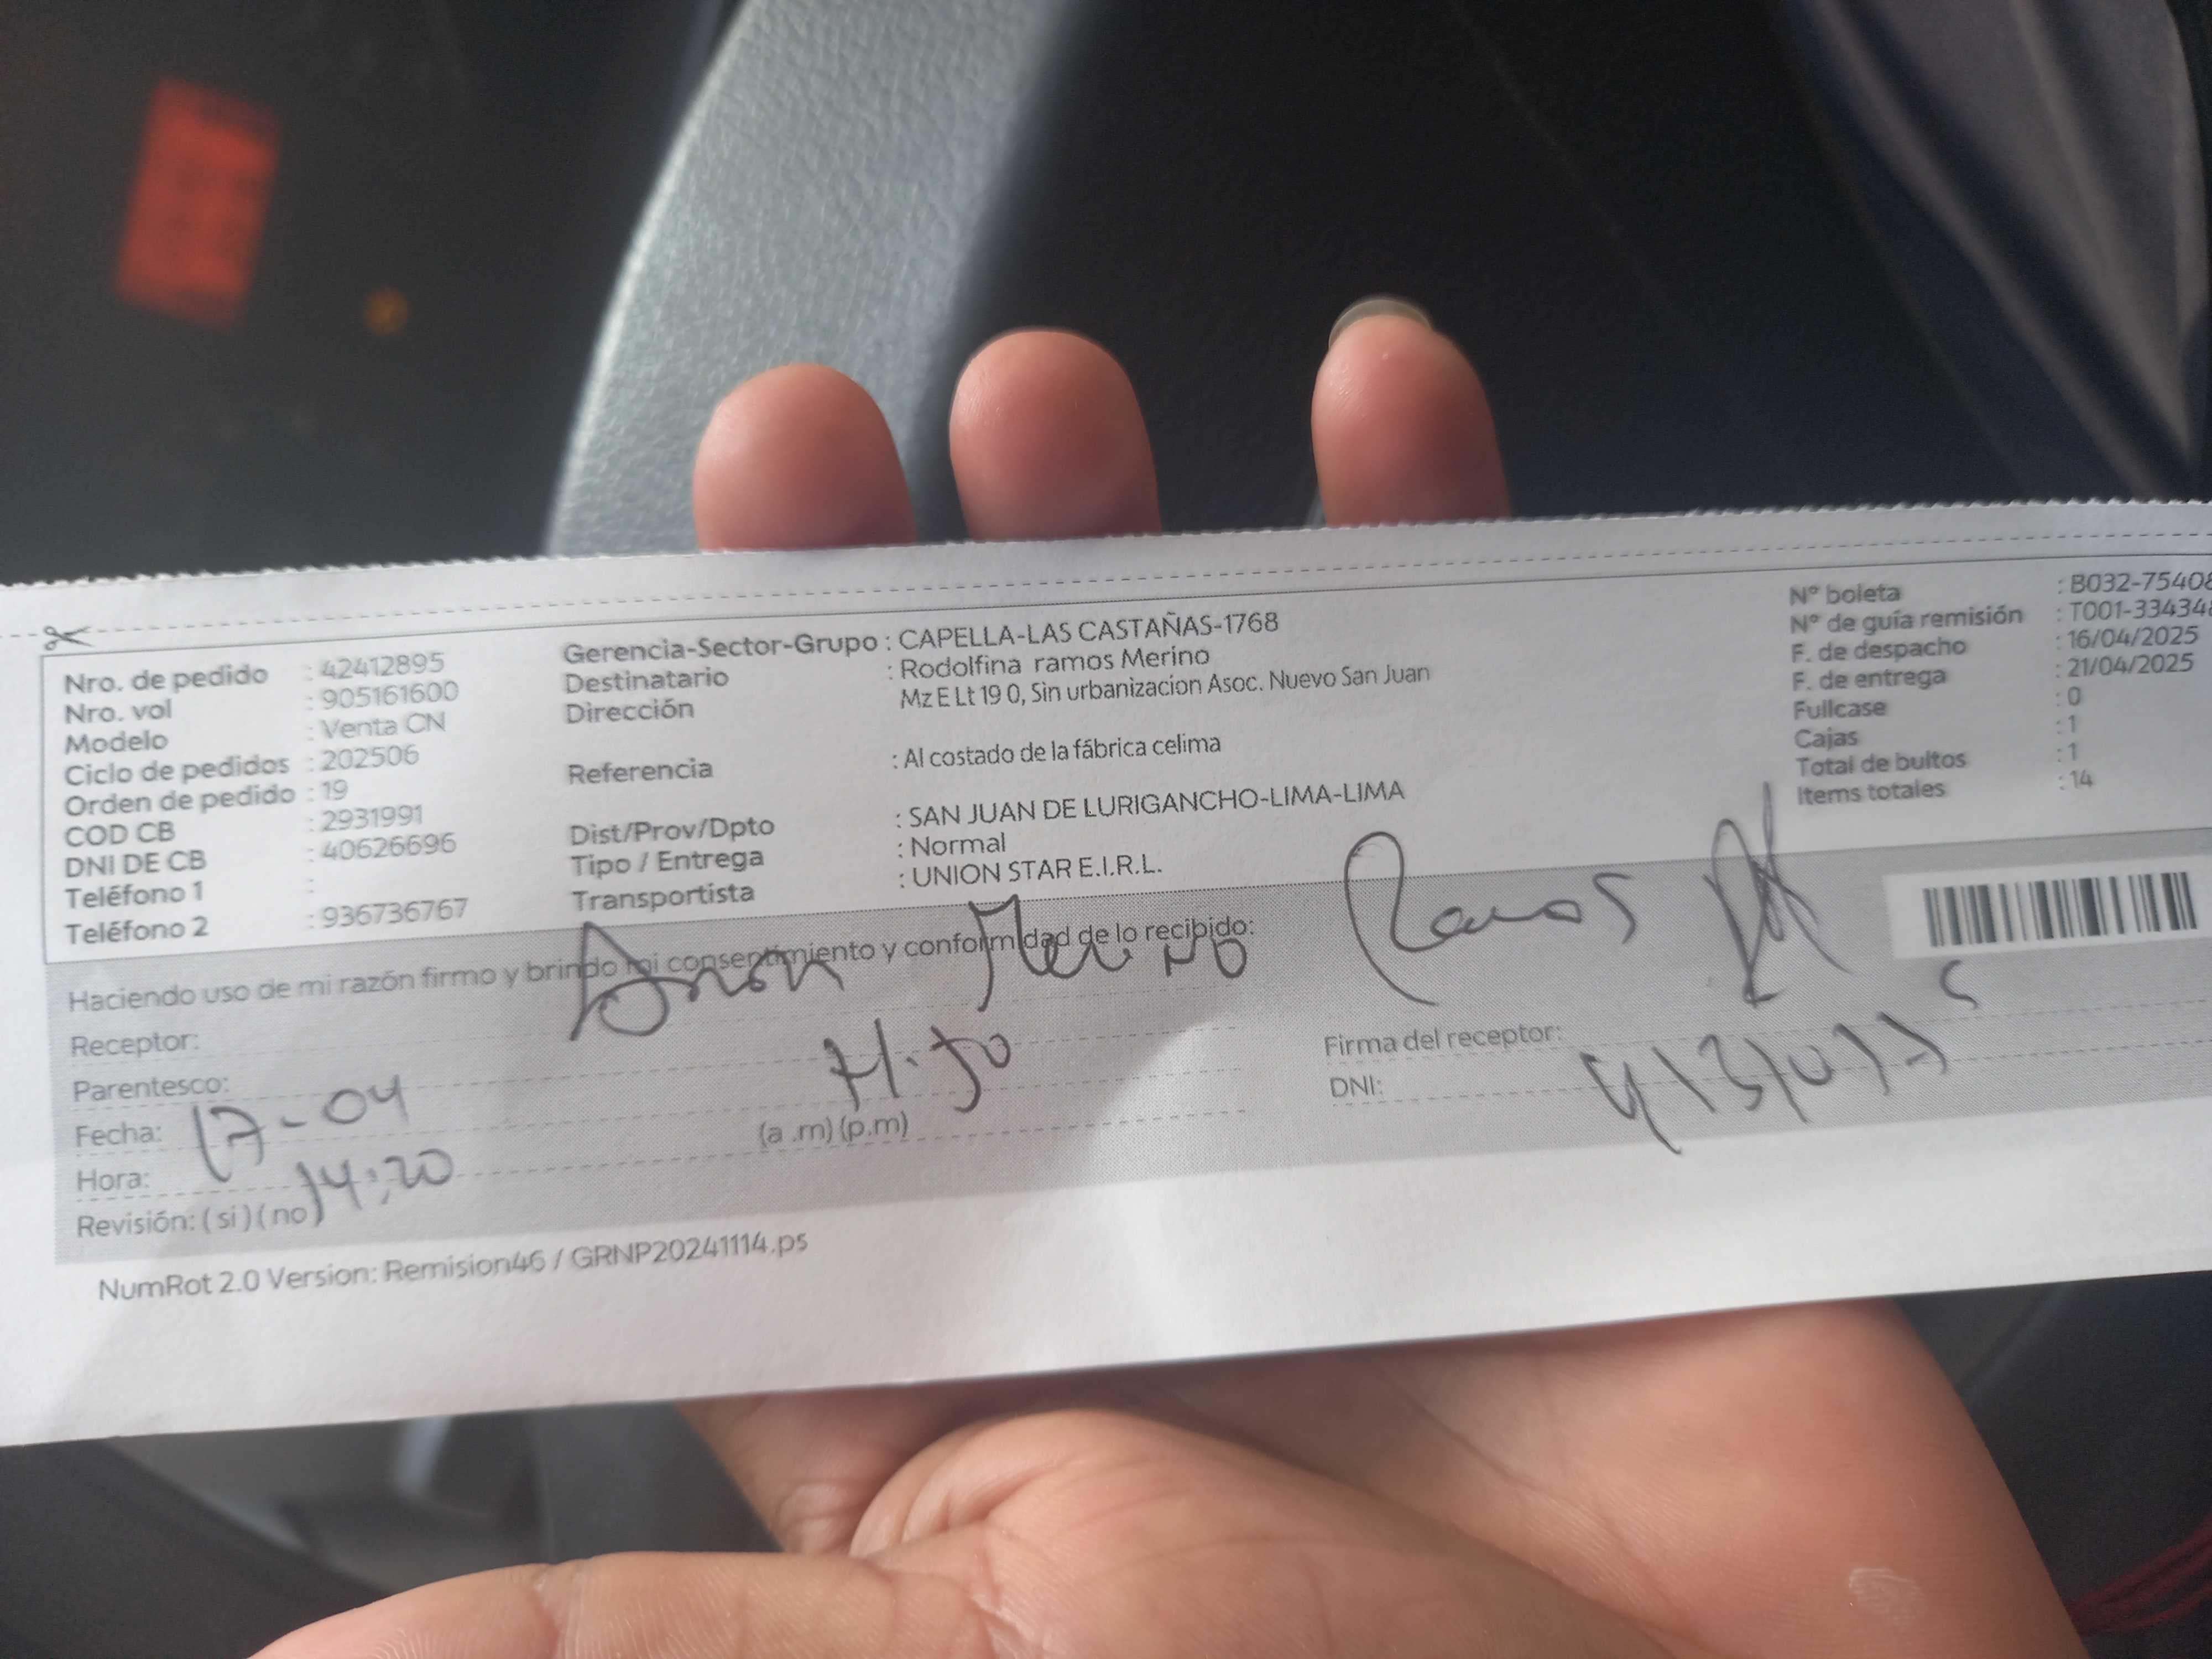 Nro. de pedido : 42412895
Nro. vol : 905161600
Modelo : Venta CN
Ciclo de pedidos : 202506
Orden de pedido : 19
COD CB : 2931991
DNI DE CB : 40626696
Teléfono 1 :
Teléfono 2 : 936736767
Gerencia-Sector-Grupo : CAPELLA-LAS CASTAÑAS-1768
Destinatario : Rodolfina ramos Merino
Dirección Mz E Lt 19 0, Sin urbanizacion Asoc. Nuevo San Juan
Referencia : Al costado de la fábrica celima
Dist/Prov/Dpto : SAN JUAN DE LURIGANCHO-LIMA-LIMA
Tipo / Entrega : Normal
Transportista : UNION STAR E.I.R.L.
N° boleta : B032-75408
N° de guía remisión : T001-33434
F. de despacho : 16/04/2025
F. de entrega : 21/04/2025
Fullcase : 0
Cajas : 1
Total de bultos : 1
Items totales : 14
Haciendo uso de mi razón firmo y brindo mi consentimiento y conformidad de lo recibido:
Receptor: Merino Ramos
Parentesco: Hijo
Fecha: 17-04
Hora: 14:20 (a .m) (p.m)
Revisión: ( si ) ( no )
Firma del receptor:
DNI:
NumRot 2.0 Version: Remision46 / GRNP20241114.ps